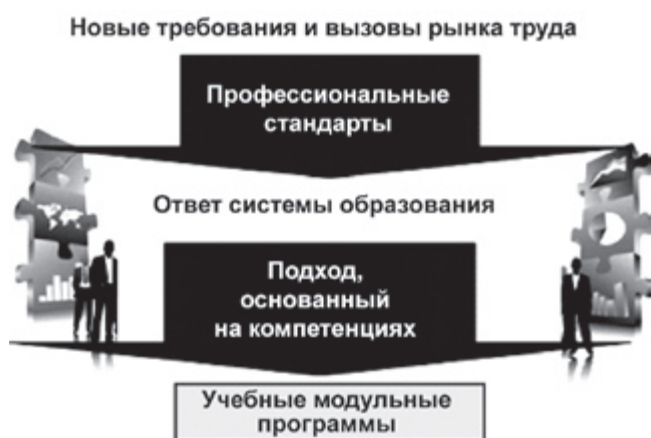 Новые требования и вызовы рынка труда
Профессиональные
стандарты
Ответ системы образования
Подход,
основанный
на компетенциях
Учебные модульные
программы